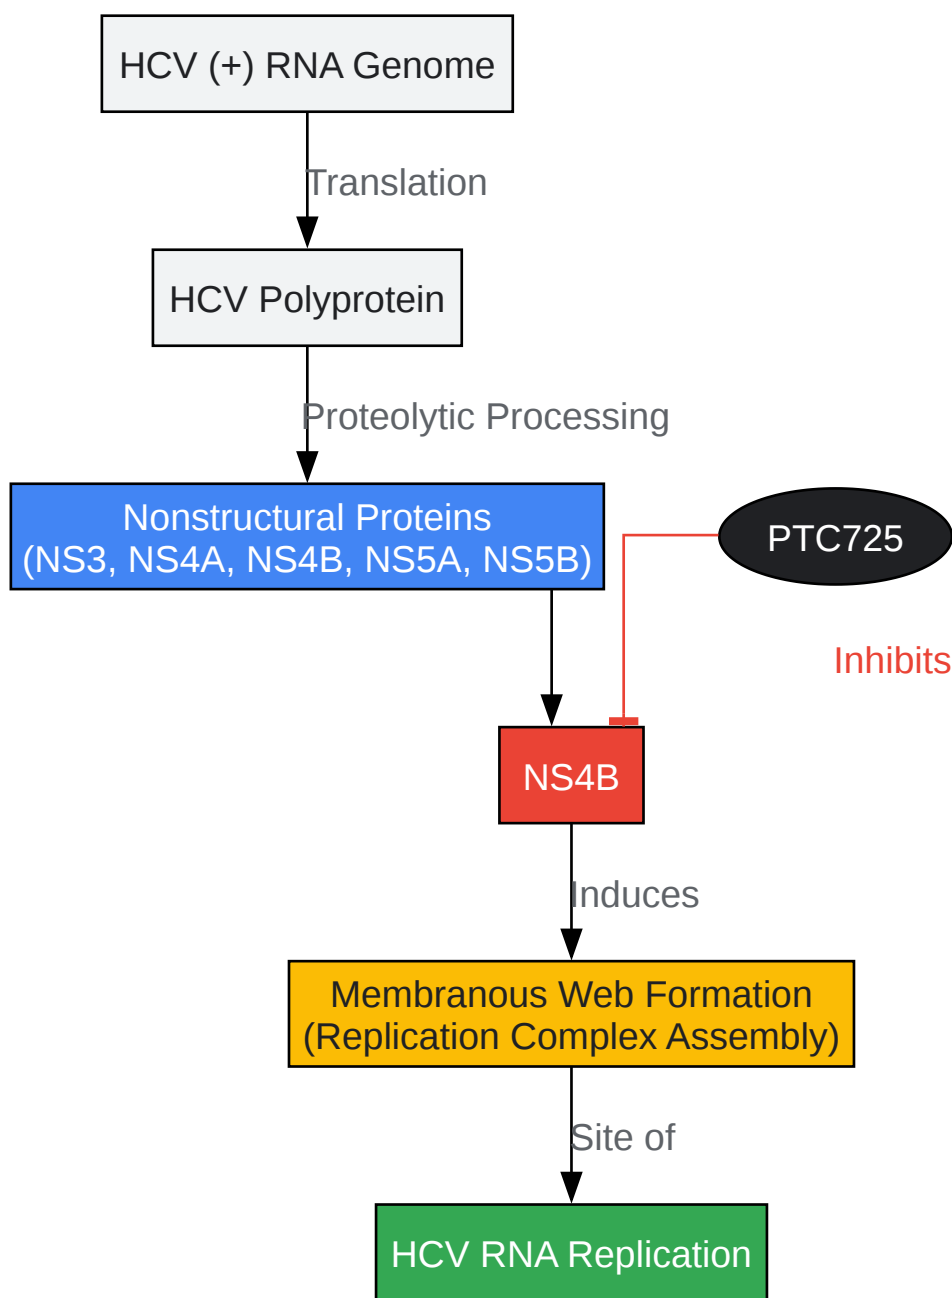 HCV (+) RNA Genome
Translation
HCV Polyprotein
Proteolytic Processing
Nonstructural Proteins
(NS3, NS4A, NS4B, NS5A, NS5B)
PTC725
Inhibits
NS4B
Induces
Membranous Web Formation
(Replication Complex Assembly)
Site of
HCV RNA Replication